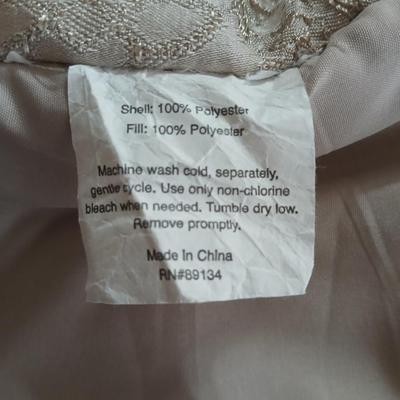 Shell: 100% Polyester
Fill: 100% Polyester
Machine wash cold, separately,
gentle cycle. Use only non-chlorine
bleach when needed. Tumble dry low.
Remove promptly.
Made In China
RN#89134